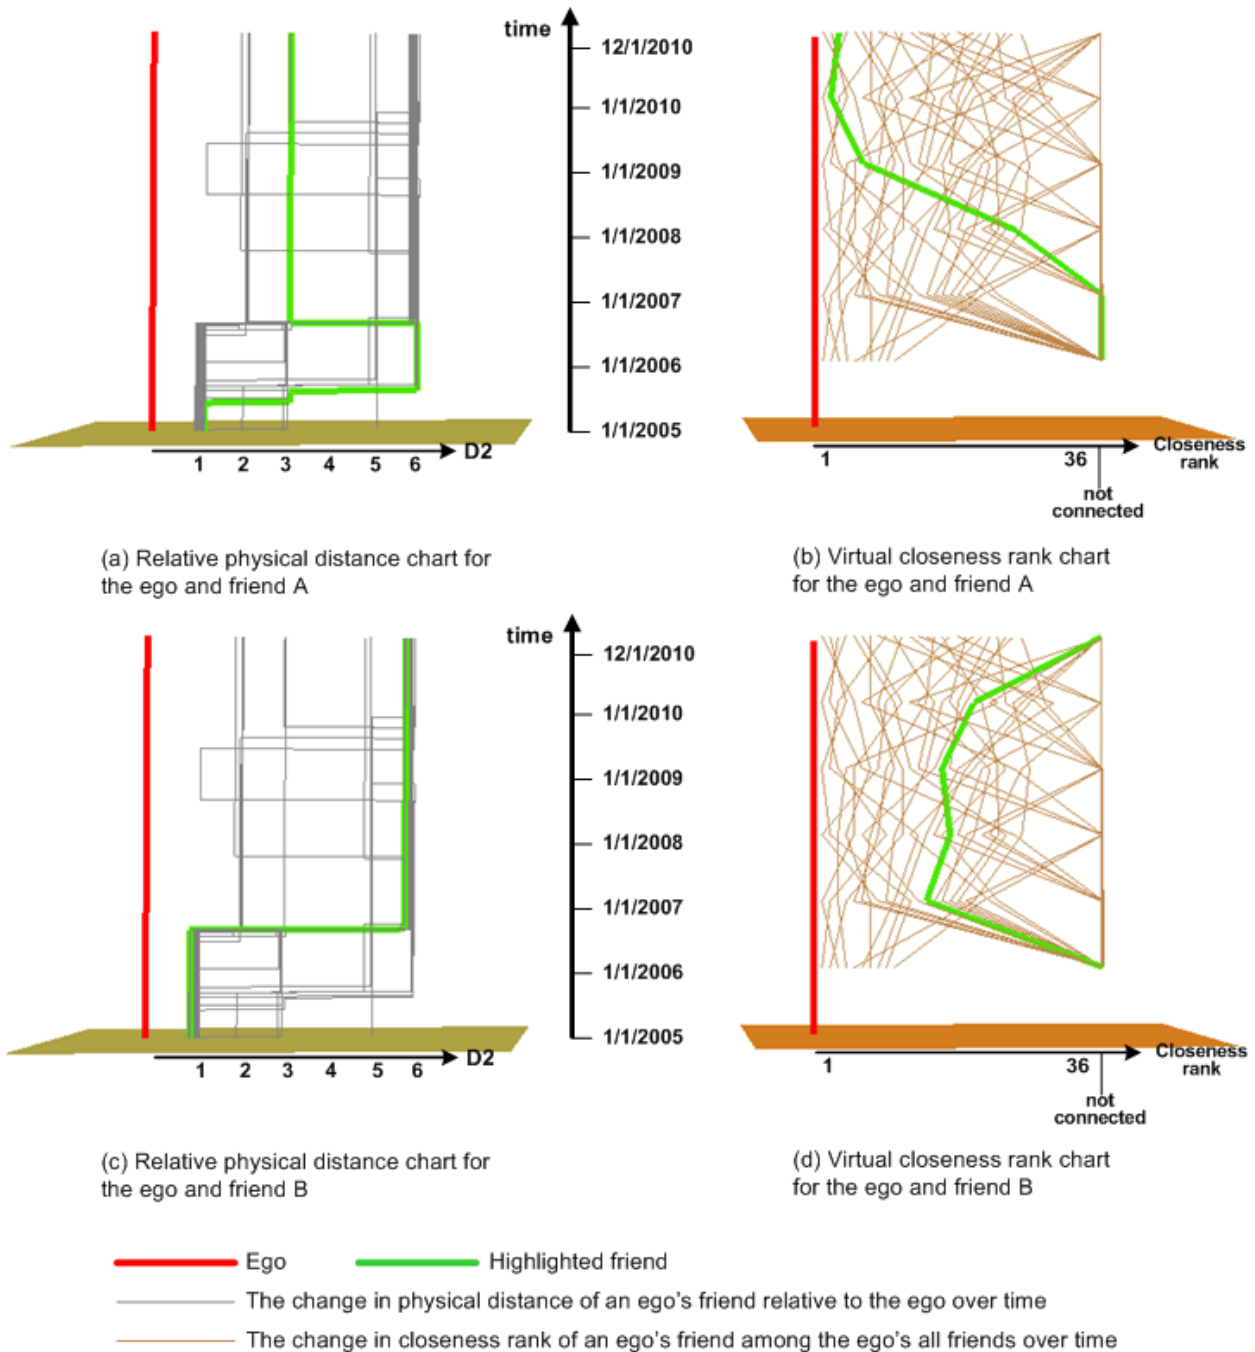 time
12/1/2010
1/1/2010
1/1/2009
1/1/2008
1/1/2007
1/1/2006
1/1/2005
D2
1 2 3 4 5 6
Closeness
rank
1 36
not
connected
(a) Relative physical distance chart for
the ego and friend A
(b) Virtual closeness rank chart
for the ego and friend A
time
12/1/2010
1/1/2010
1/1/2009
1/1/2008
1/1/2007
1/1/2006
1/1/2005
D2
1 2 3 4 5 6
Closeness
rank
1 36
not
connected
(c) Relative physical distance chart for
the ego and friend B
(d) Virtual closeness rank chart
for the ego and friend B
Ego
Highlighted friend
The change in physical distance of an ego's friend relative to the ego over time
The change in closeness rank of an ego's friend among the ego's all friends over time